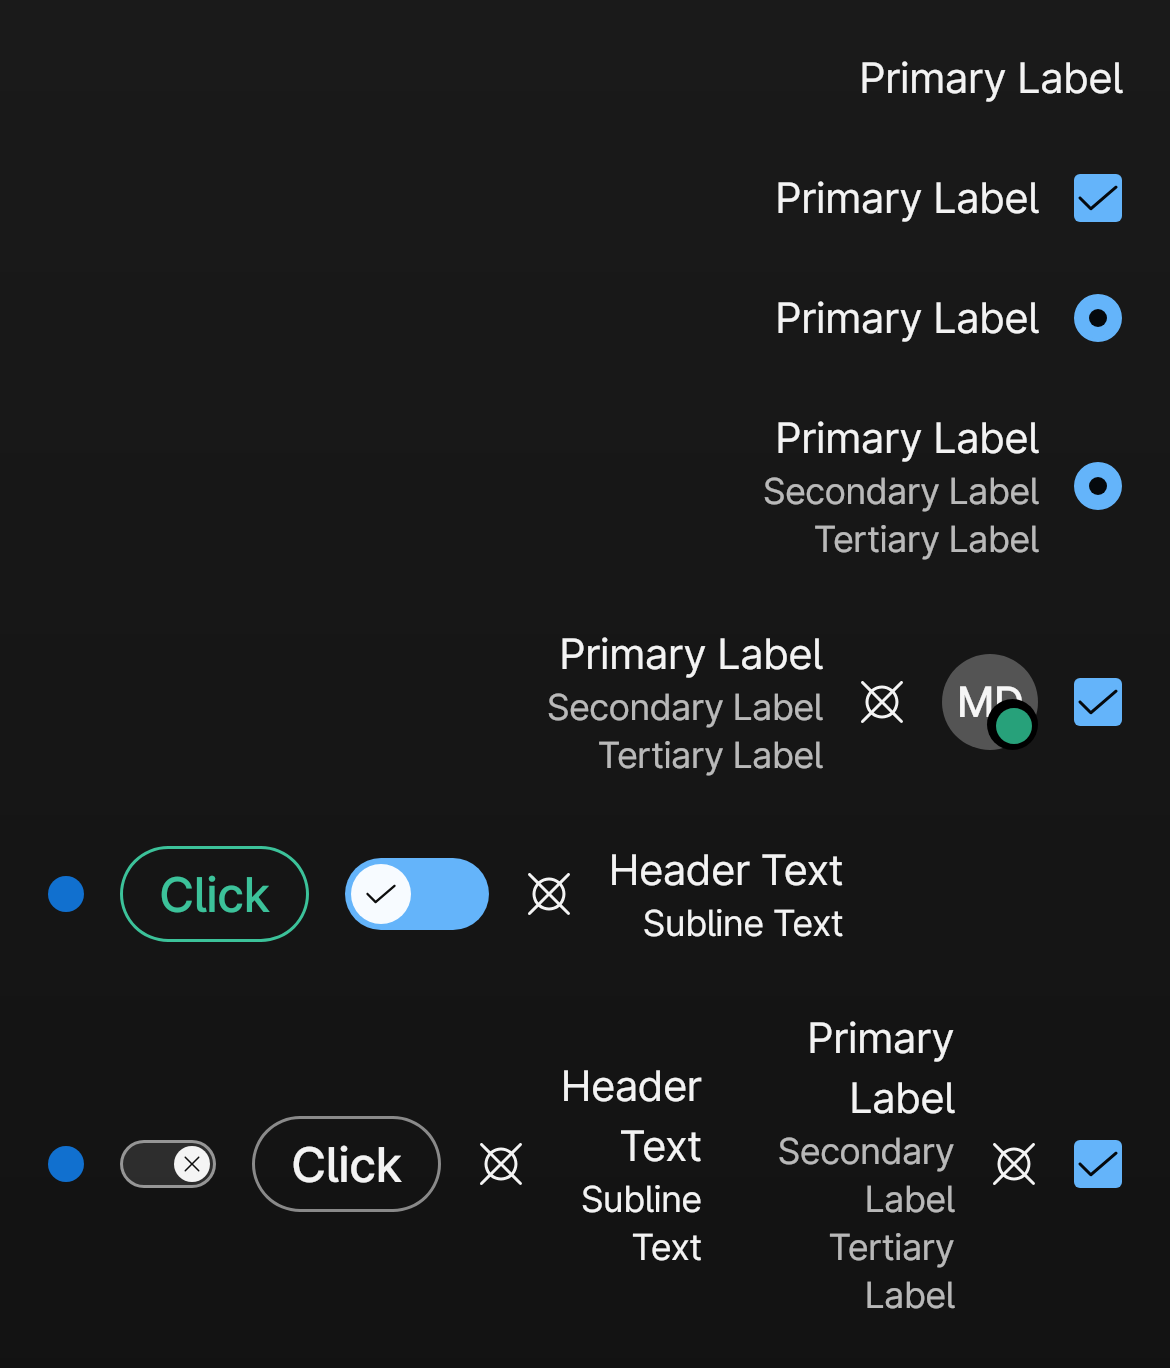 Primary Label
Primary Label
Primary Label
Primary Label
Secondary Label
Tertiary Label
Primary Label
Secondary Label
Tertiary Label
MD
Click
Header Text
Subline Text
Click
Header
Text
Subline
Text
Primary
Label
Secondary
Label
Tertiary
Label